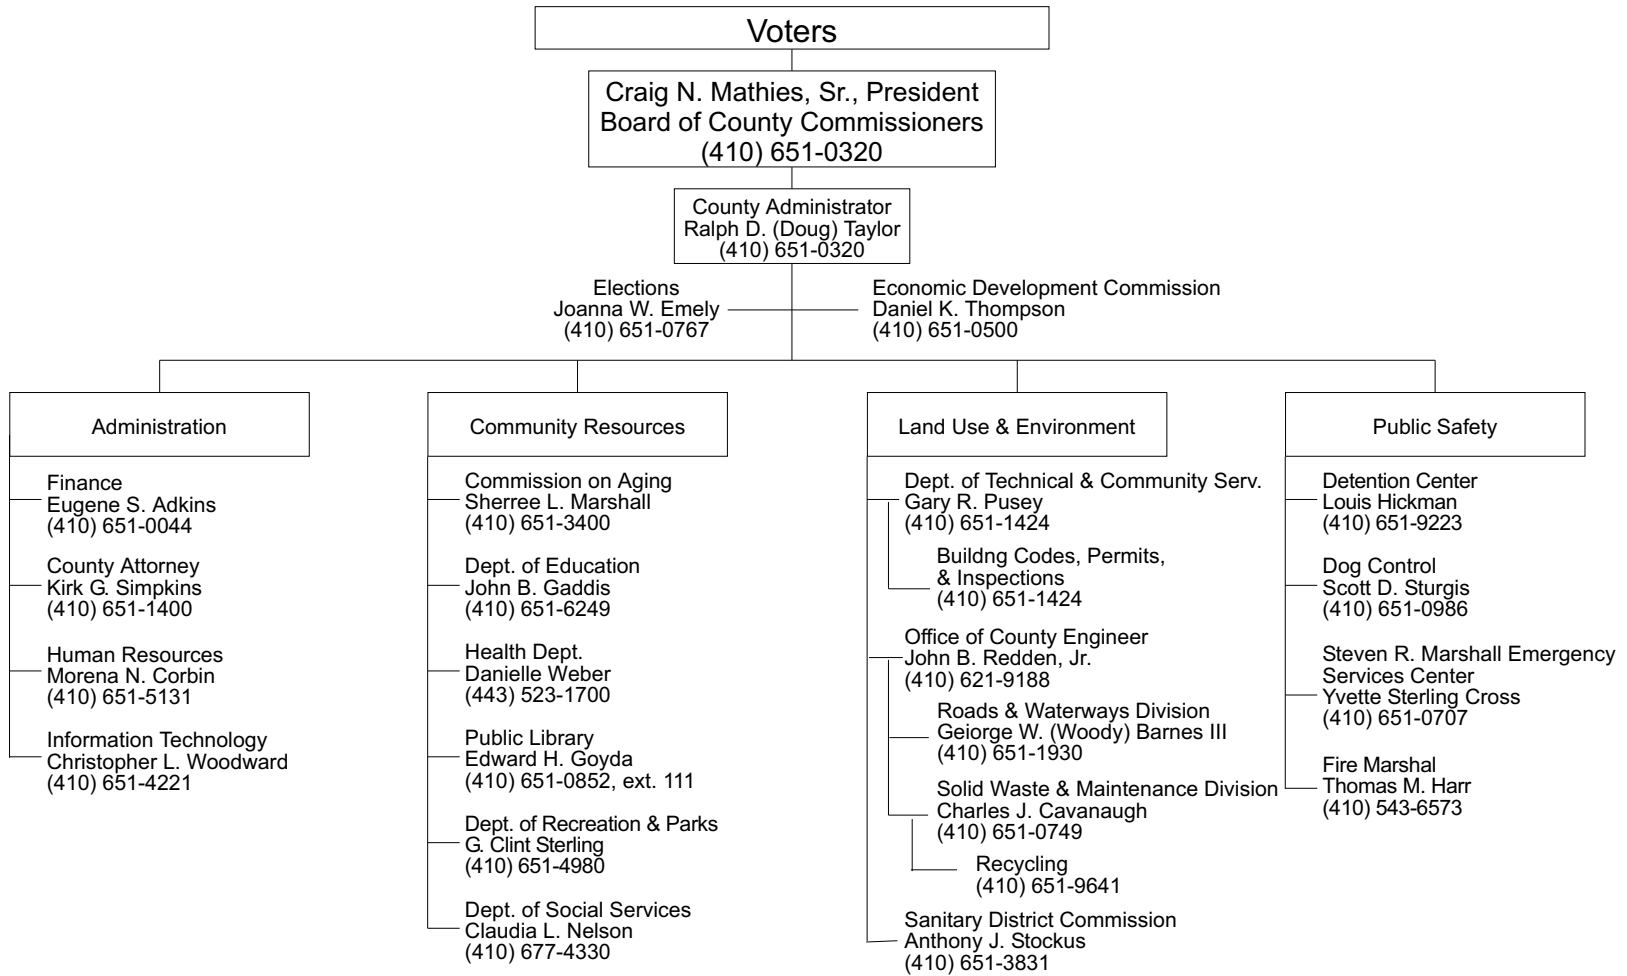 Voters
Craig N. Mathies, Sr., President
Board of County Commissioners
(410) 651-0320
County Administrator
Ralph D. (Doug) Taylor
(410) 651-0320
Elections
Joanna W. Emely
(410) 651-0767
Economic Development Commission
Daniel K. Thompson
(410) 651-0500
Administration
Finance
Eugene S. Adkins
(410) 651-0044
County Attorney
Kirk G. Simpkins
(410) 651-1400
Human Resources
Morena N. Corbin
(410) 651-5131
Information Technology
Christopher L. Woodward
(410) 651-4221
Community Resources
Commission on Aging
Sherree L. Marshall
(410) 651-3400
Dept. of Education
John B. Gaddis
(410) 651-6249
Health Dept.
Danielle Weber
(443) 523-1700
Public Library
Edward H. Goyda
(410) 651-0852, ext. 111
Dept. of Recreation & Parks
G. Clint Sterling
(410) 651-4980
Dept. of Social Services
Claudia L. Nelson
(410) 677-4330
Land Use & Environment
Dept. of Technical & Community Serv.
Gary R. Pusey
(410) 651-1424
Buildng Codes, Permits,
& Inspections
(410) 651-1424
Office of County Engineer
John B. Redden, Jr.
(410) 621-9188
Roads & Waterways Division
Geiorge W. (Woody) Barnes III
(410) 651-1930
Solid Waste & Maintenance Division
Charles J. Cavanaugh
(410) 651-0749
Recycling
(410) 651-9641
Sanitary District Commission
Anthony J. Stockus
(410) 651-3831
Public Safety
Detention Center
Louis Hickman
(410) 651-9223
Dog Control
Scott D. Sturgis
(410) 651-0986
Steven R. Marshall Emergency
Services Center
Yvette Sterling Cross
(410) 651-0707
Fire Marshal
Thomas M. Harr
(410) 543-6573